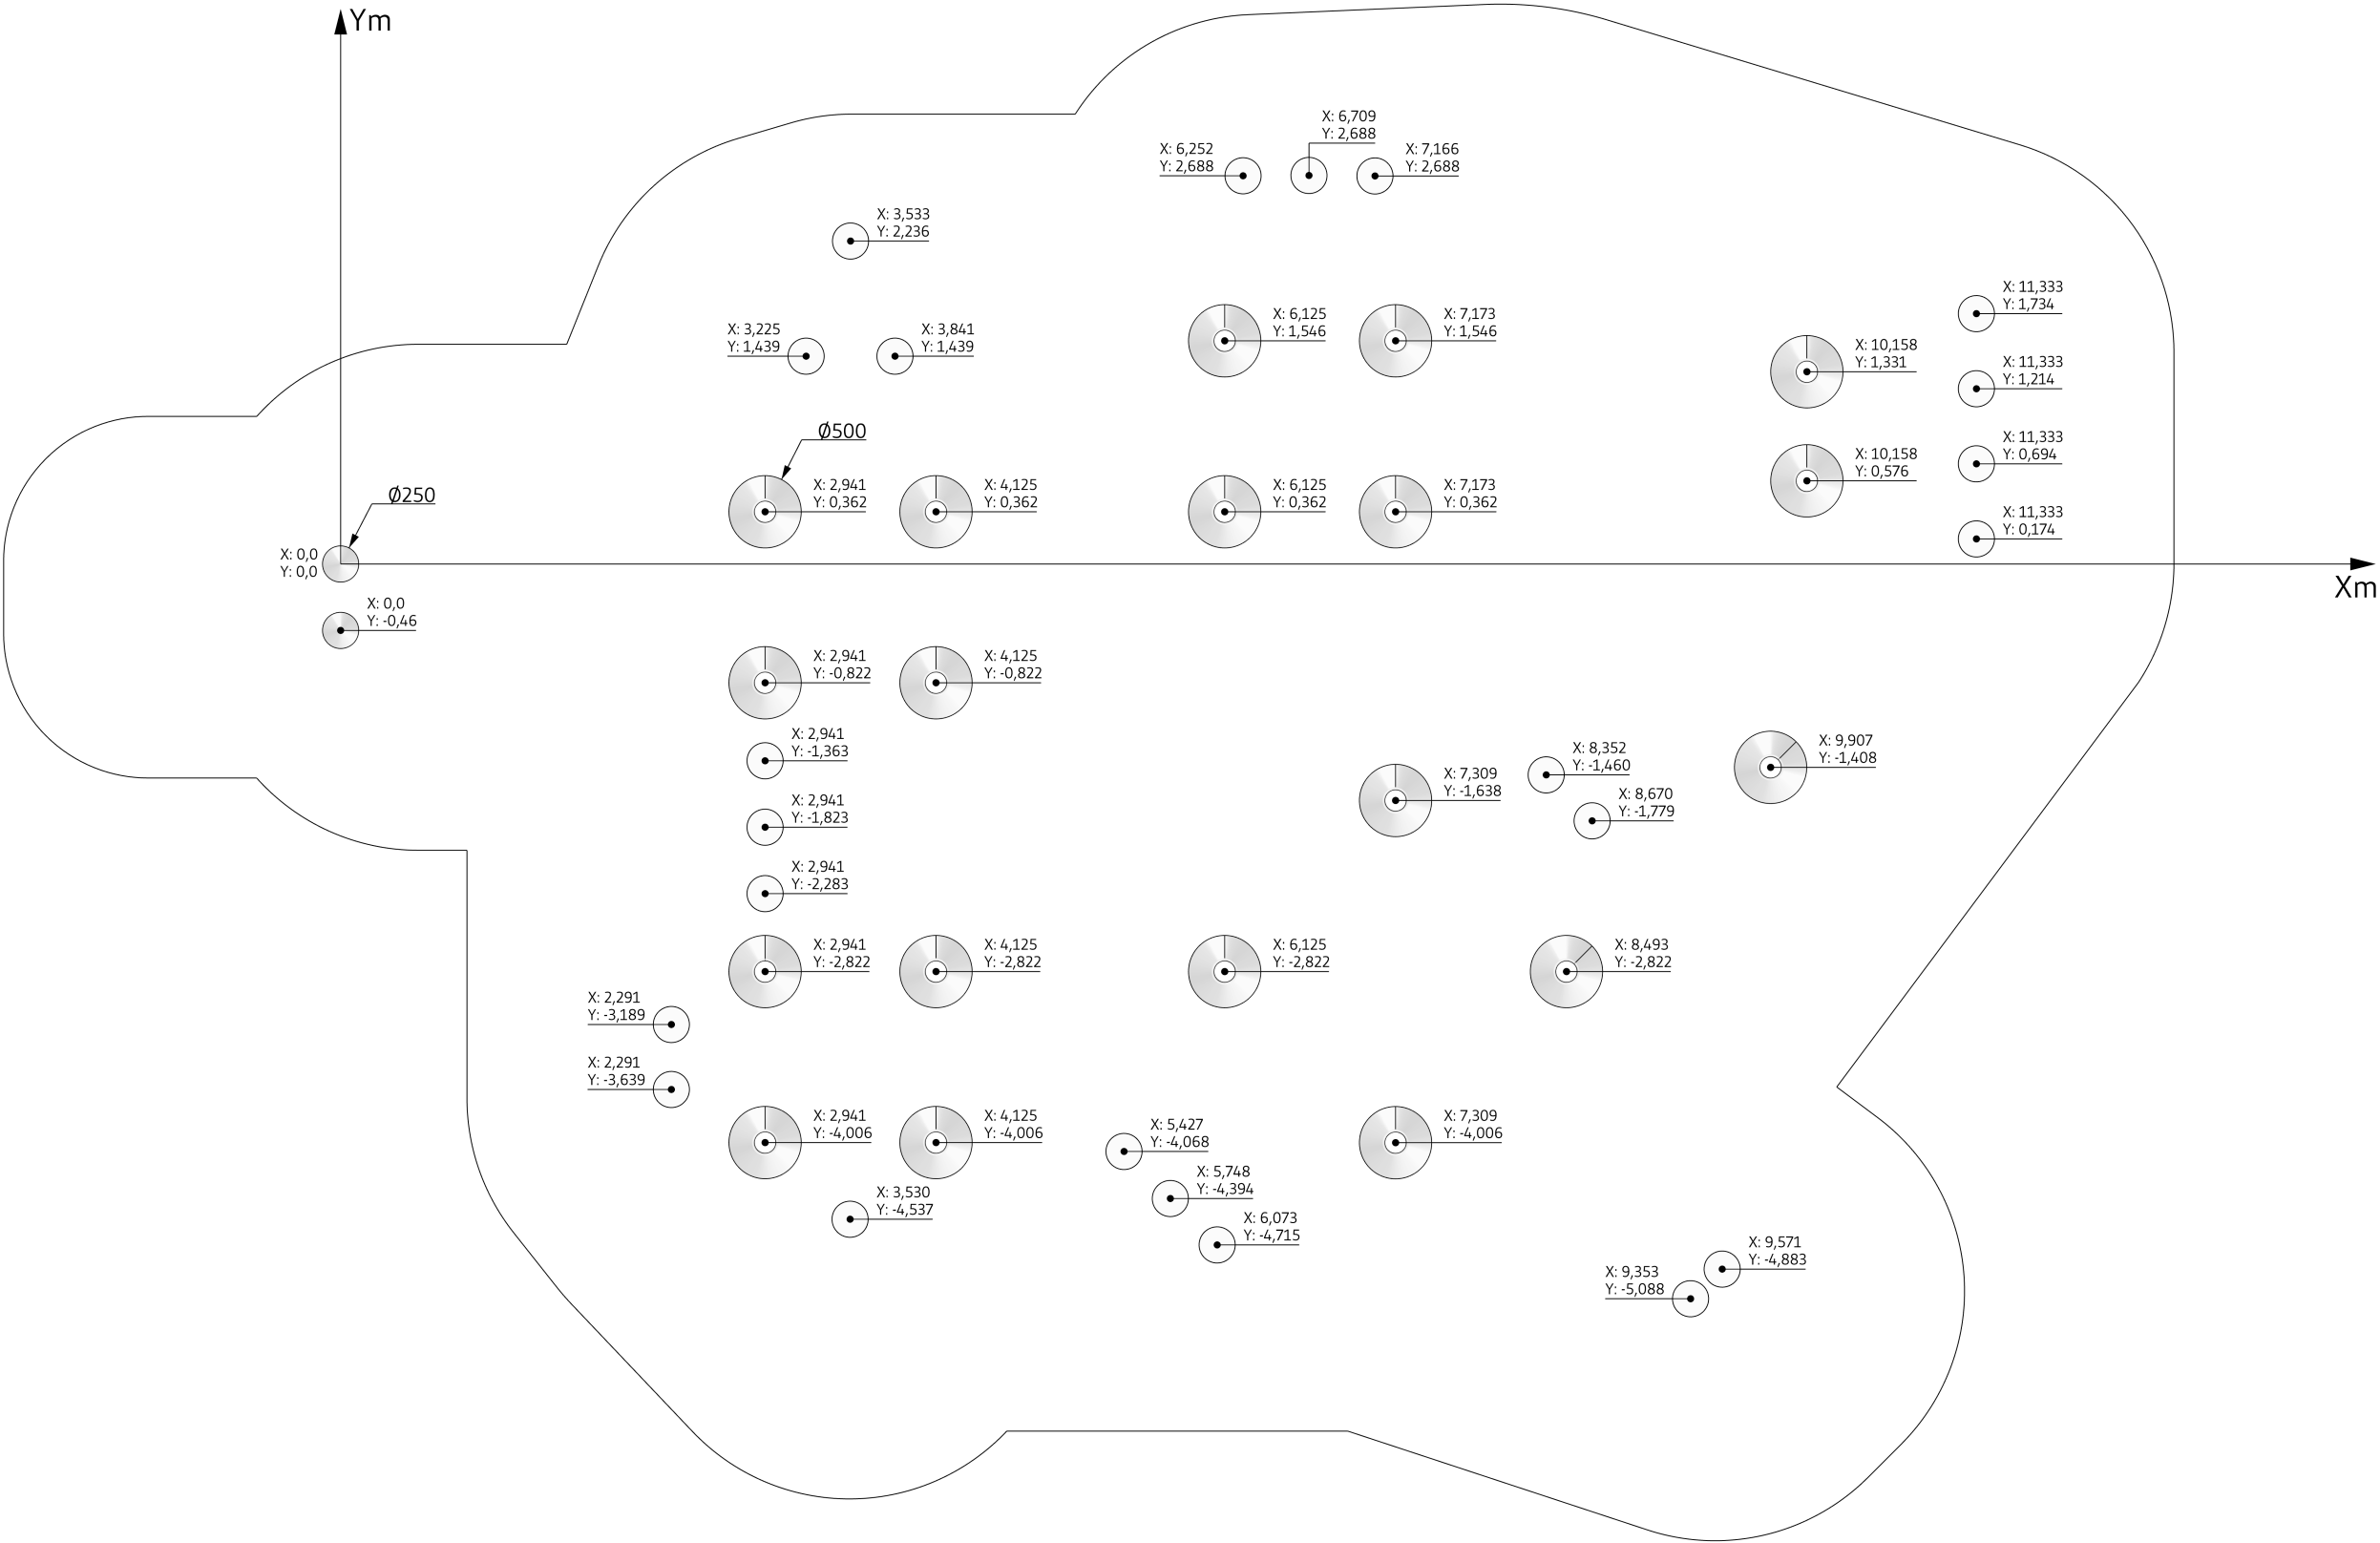 Ym
X: 6,709
Y: 2,688
X: 6,252
Y: 2,688
X: 7,166
Y: 2,688
X: 3,533
Y: 2,236
X: 11,333
Y: 1,734
X: 6,125
Y: 1,546
X: 7,173
Y: 1,546
X: 3,225
Y: 1,439
X: 3,841
Y: 1,439
X: 10,158
Y: 1,331
X: 11,333
Y: 1,214
Ø500
X: 11,333
Y: 0,694
X: 10,158
Y: 0,576
X: 2,941
Y: 0,362
X: 4,125
Y: 0,362
X: 6,125
Y: 0,362
X: 7,173
Y: 0,362
Ø250
X: 11,333
Y: 0,174
X: 0,0
Y: 0,0
Xm
X: 0,0
Y: -0,46
X: 2,941
Y: -0,822
X: 4,125
Y: -0,822
X: 2,941
Y: -1,363
X: 9,907
Y: -1,408
X: 8,352
Y: -1,460
X: 7,309
Y: -1,638
X: 8,670
Y: -1,779
X: 2,941
Y: -1,823
X: 2,941
Y: -2,283
X: 2,941
Y: -2,822
X: 4,125
Y: -2,822
X: 6,125
Y: -2,822
X: 8,493
Y: -2,822
X: 2,291
Y: -3,189
X: 2,291
Y: -3,639
X: 2,941
Y: -4,006
X: 4,125
Y: -4,006
X: 7,309
Y: -4,006
X: 5,427
Y: -4,068
X: 5,748
Y: -4,394
X: 3,530
Y: -4,537
X: 6,073
Y: -4,715
X: 9,571
Y: -4,883
X: 9,353
Y: -5,088